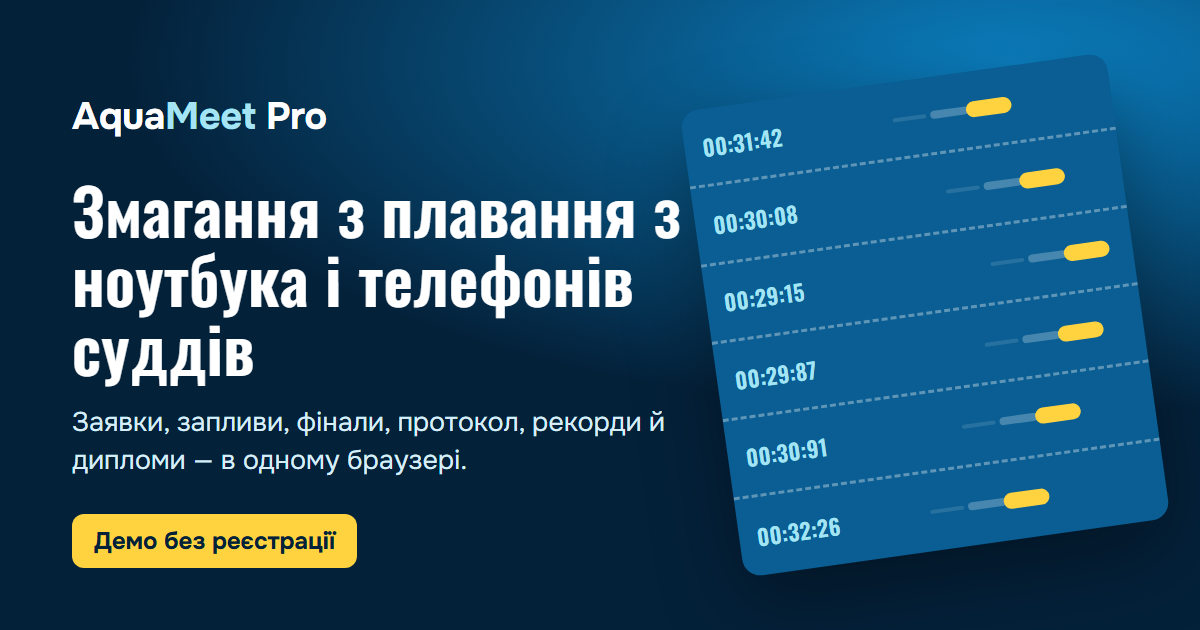 AquaMeet Pro
Змагання з плавання з
ноутбука і телефонів
суддів
Заявки, запливи, фінали, протокол, рекорди й
дипломи — в одному браузері.
Демо без реєстрації
00:31:42
00:30:08
00:29:15
00:29:87
00:30:91
00:32:26